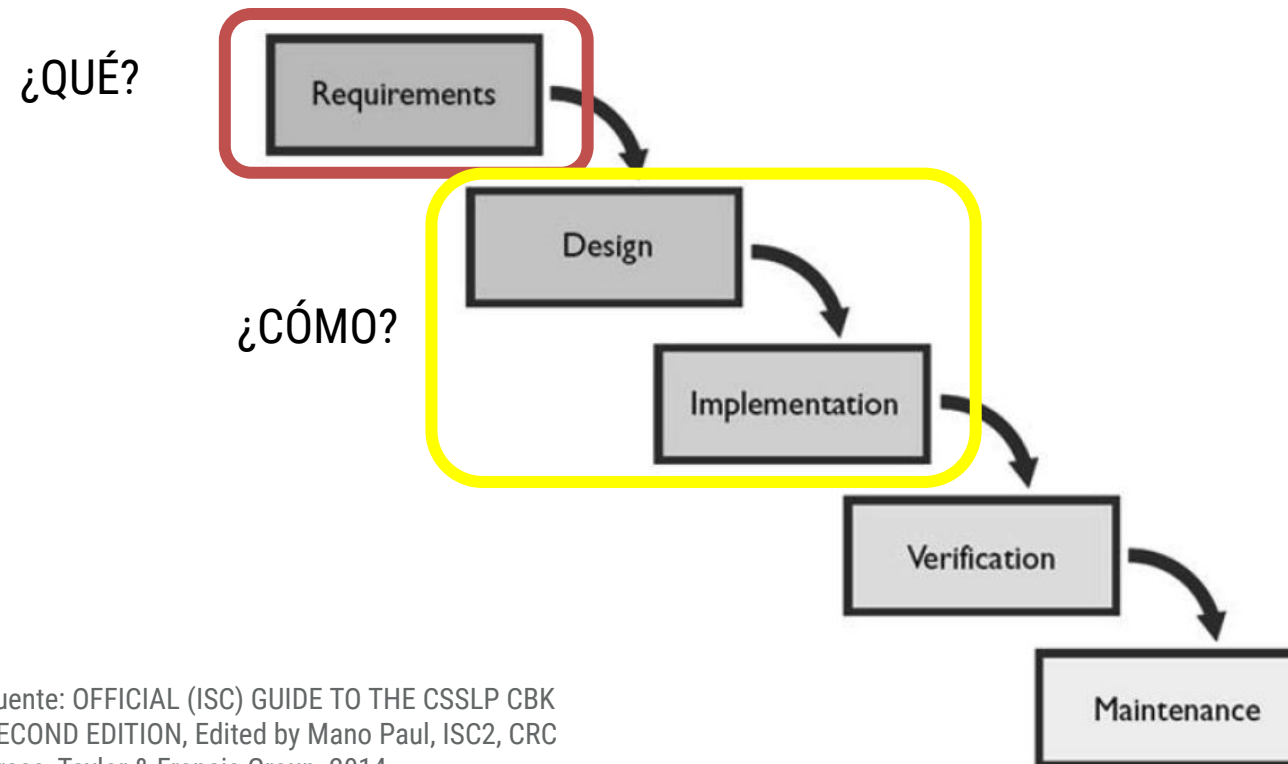 ¿QUÉ?
Requirements
Design
¿CÓMO?
Implementation
Verification
Maintenance
uente: OFFICIAL (ISC) GUIDE TO THE CSSLP CBK
ECOND EDITION, Edited by Mano Paul, ISC2, CRC